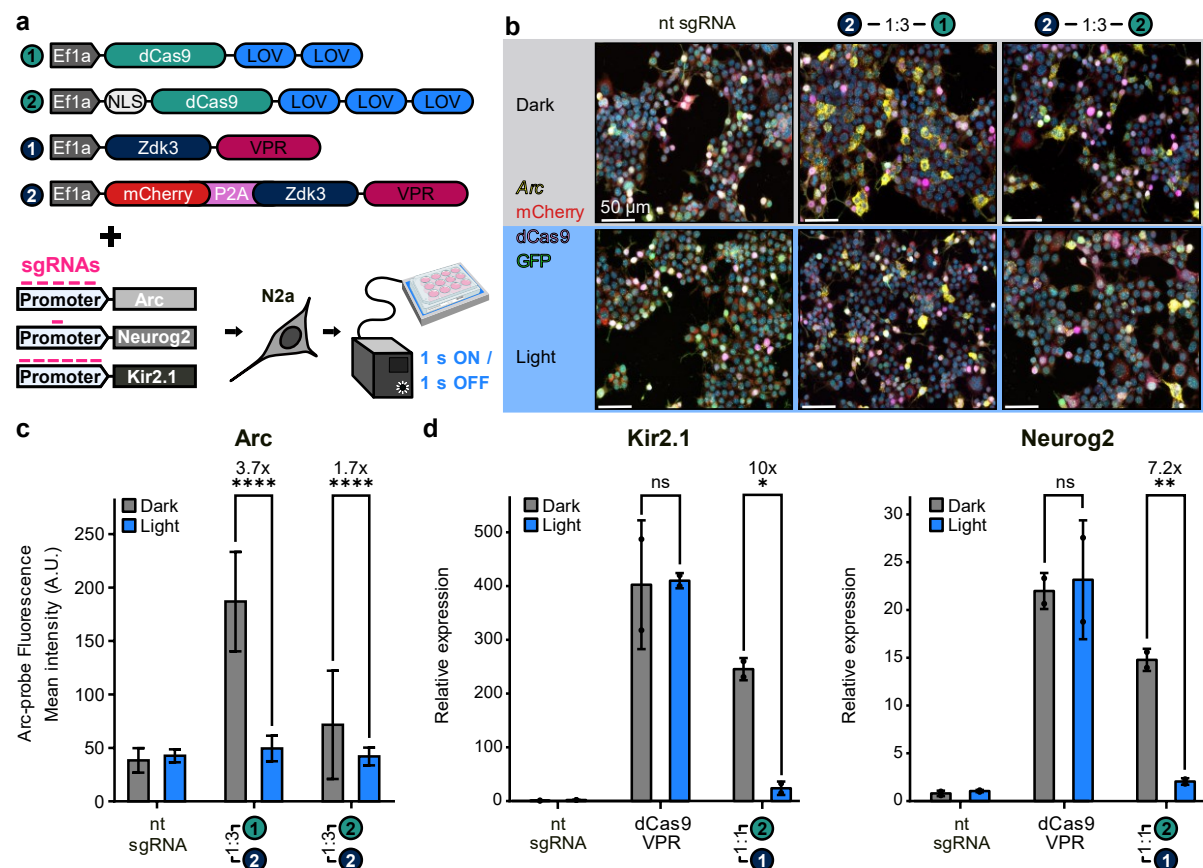 a
1 Ef1a dCas9 LOV LOV
2 Ef1a NLS dCas9 LOV LOV LOV
1 Ef1a Zdk3 VPR
2 Ef1a mCherry P2A Zdk3 VPR
+
sgRNAs
Promoter Arc
Promoter Neurog2
Promoter Kir2.1
N2a
1 s ON /
1 s OFF
b
nt sgRNA
2 – 1:3 – 1
2 – 1:3 – 2
Dark
Arc
mCherry
dCas9
GFP
50 µm
Light
c
Arc
3.7x
****
1.7x
****
Dark
Light
Arc-probe Fluorescence
Mean intensity (A.U.)
250
200
150
100
50
0
nt
sgRNA
1:3
1
2
1:3
2
2
d
Kir2.1
ns
10x
*
Dark
Light
Relative expression
500
400
300
200
100
0
nt
sgRNA
dCas9
VPR
1:1
2
1
Neurog2
ns
7.2x
**
Dark
Light
Relative expression
30
25
20
15
10
5
0
nt
sgRNA
dCas9
VPR
1:1
2
1